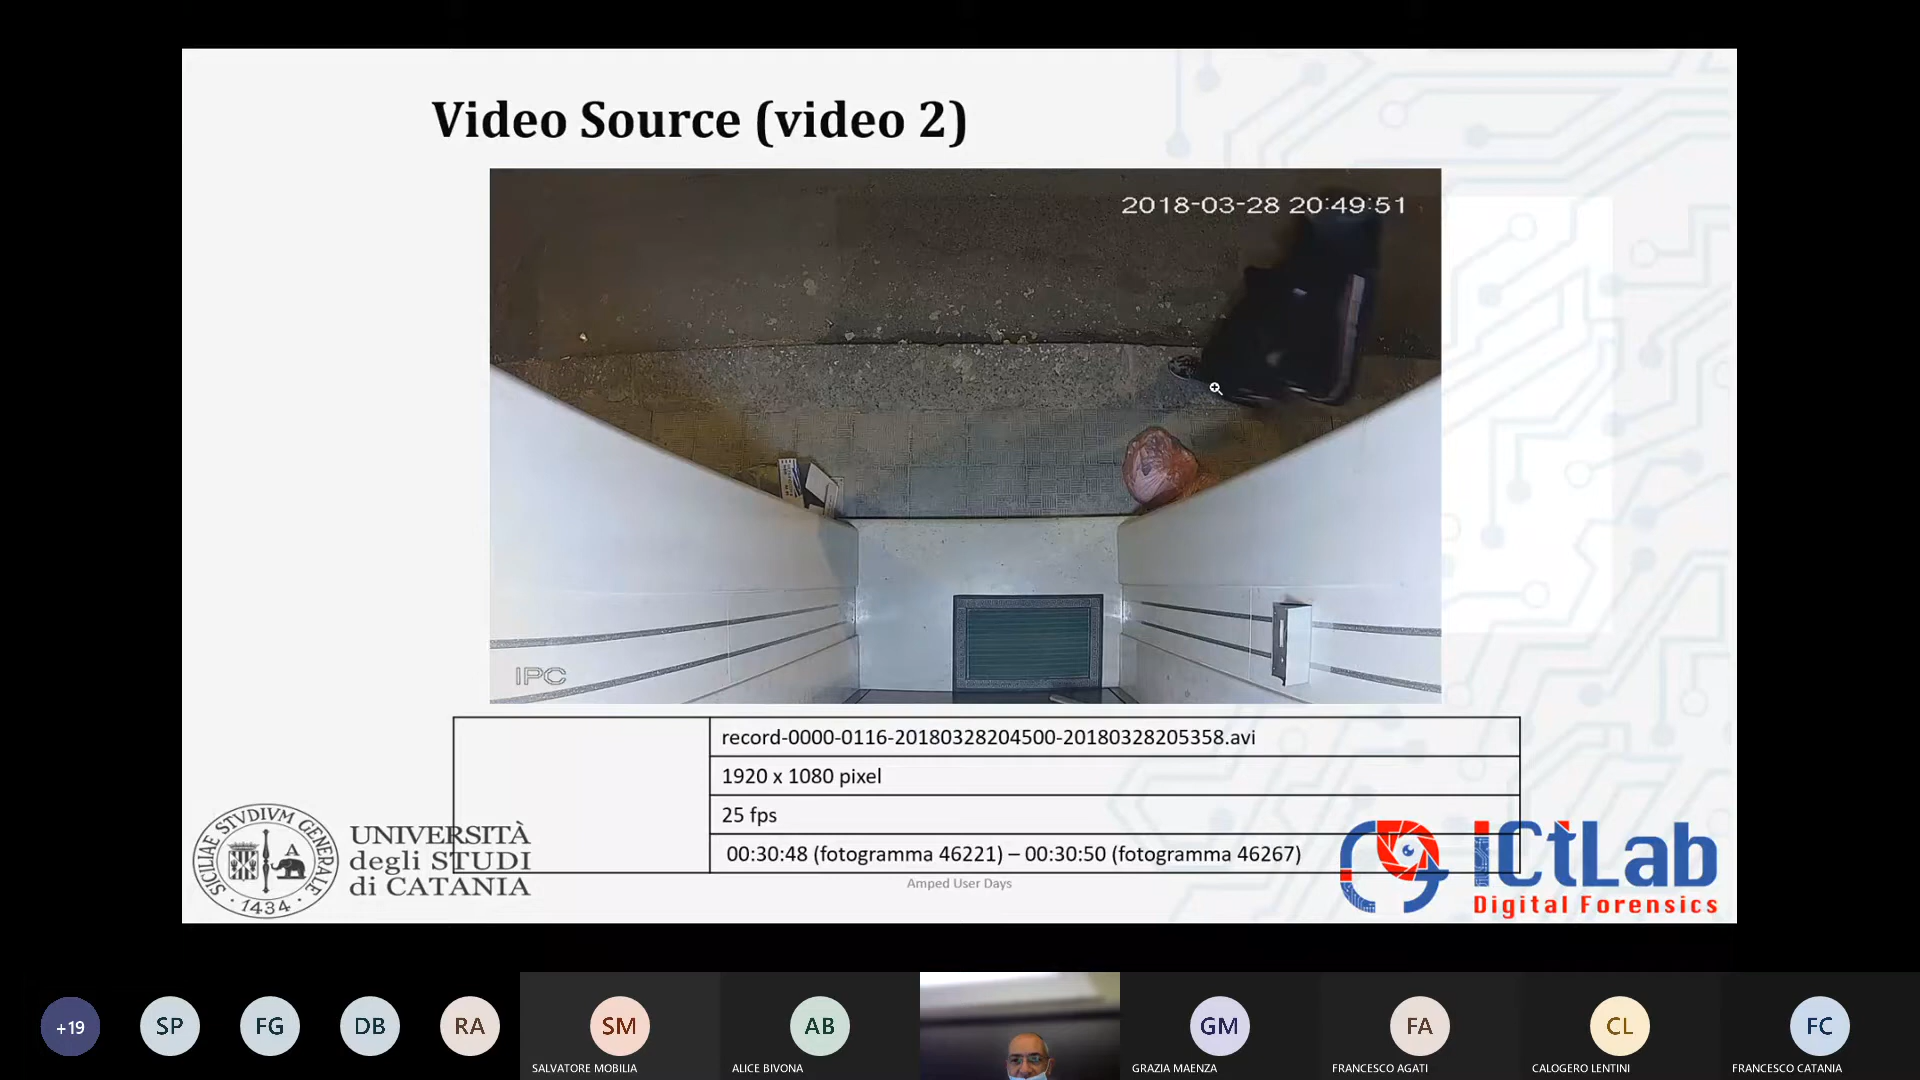 Video Source (video 2)
2018-03-28 20:49:51
IPC
record-0000-0116-20180328204500-20180328205358.avi
1920 x 1080 pixel
25 fps
00:30:48 (fotogramma 46221) – 00:30:50 (fotogramma 46267)
SICILIAE STVDIVM GENERALE
A
· 1434 ·
UNIVERSITÀ
degli STUDI
di CATANIA
Amped User Days
ICtLab
Digital Forensics
+19
SP
FG
DB
RA
SM
AB
GM
FA
CL
FC
SALVATORE MOBILIA
ALICE BIVONA
GRAZIA MAENZA
FRANCESCO AGATI
CALOGERO LENTINI
FRANCESCO CATANIA